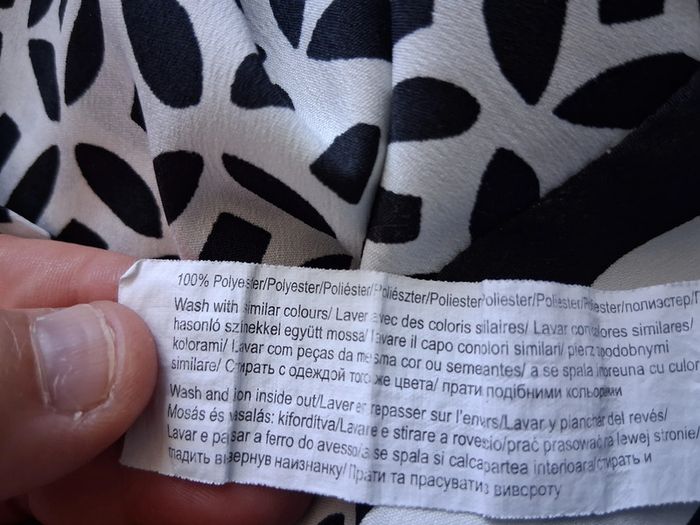 100% Polyester/Polyester/Poliéster/Poliészter/Poliester/Poliester/Poliester/Poliester/полиэстер/П
Wash with similar colours/ Laver avec des coloris silaires/ Lavar con colores similares/
hasonló színekkel együtt mossa/ lavare il capo con colori similari/ pierz z podobnymi
kolorami/ Lavar com peças da mesma cor ou semeantes/ a se spala împreuna cu culori
similare/ Стирать с одеждой того же цвета/ прати подібними кольорами
Wash and ion inside out/Laver et repasser sur l'envers/Lavar y planchar del revés/
Mosás és vasalás: kifordítva/Lavare e stirare a rovescio/prać prasować na lewej stronie/
Lavar e passar a ferro do avesso/a se spala si calca partea interioara/стирать и
гладить вывернув наизнанку/Прати та прасувати з вивороту